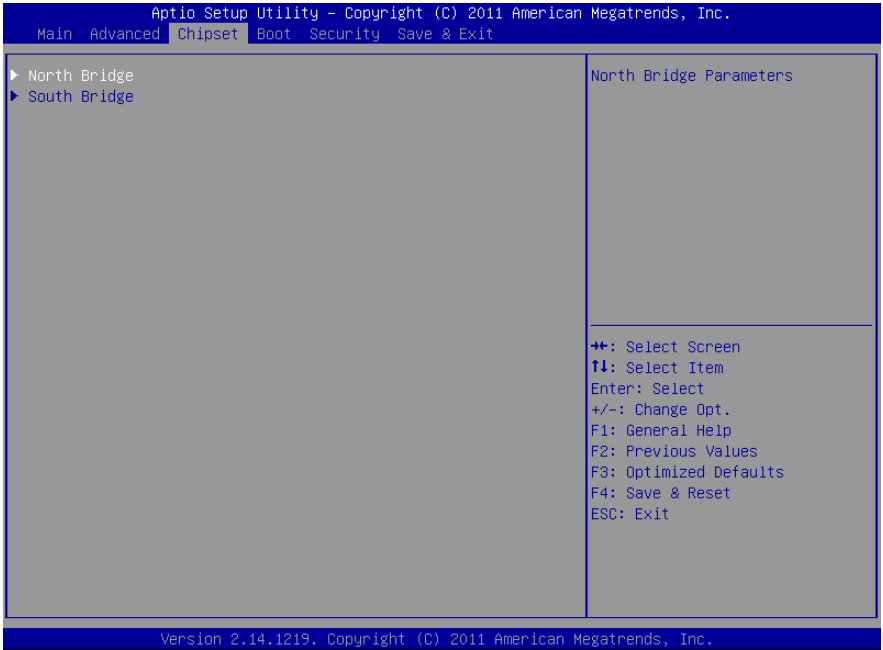 Aptio Setup Utility – Copyright (C) 2011 American Megatrends, Inc.
Main Advanced Chipset Boot Security Save & Exit
▶ North Bridge
▶ South Bridge
North Bridge Parameters
→←: Select Screen
↑↓: Select Item
Enter: Select
+/-: Change Opt.
F1: General Help
F2: Previous Values
F3: Optimized Defaults
F4: Save & Reset
ESC: Exit
Version 2.14.1219. Copyright (C) 2011 American Megatrends, Inc.